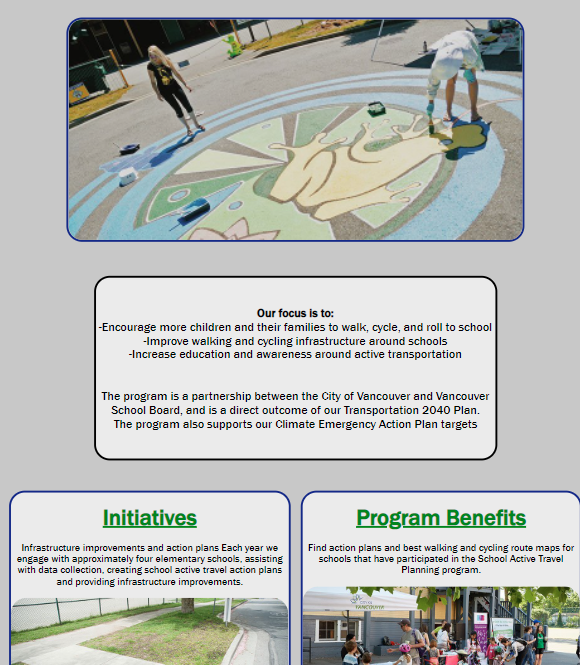 Our focus is to:
-Encourage more children and their families to walk, cycle, and roll to school
-Improve walking and cycling infrastructure around schools
-Increase education and awareness around active transportation
The program is a partnership between the City of Vancouver and Vancouver
School Board, and is a direct outcome of our Transportation 2040 Plan.
The program also supports our Climate Emergency Action Plan targets
Initiatives
Infrastructure improvements and action plans Each year we
engage with approximately four elementary schools, assisting
with data collection, creating school active travel action plans
and providing infrastructure improvements.
Program Benefits
Find action plans and best walking and cycling route maps for
schools that have participated in the School Active Travel
Planning program.
CITY OF
VANCOUVER